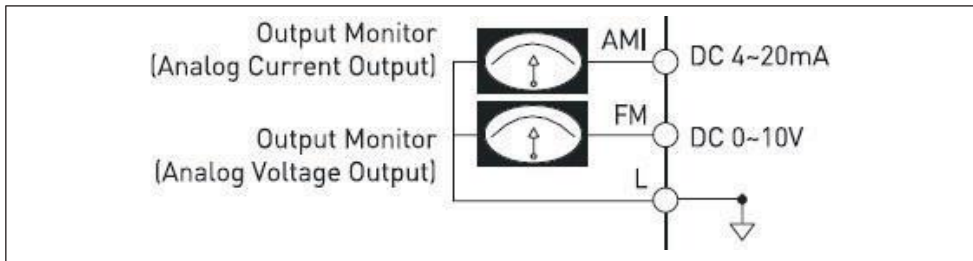 Output Monitor
(Analog Current Output)
AMI
DC 4~20mA
Output Monitor
(Analog Voltage Output)
FM
DC 0~10V
L